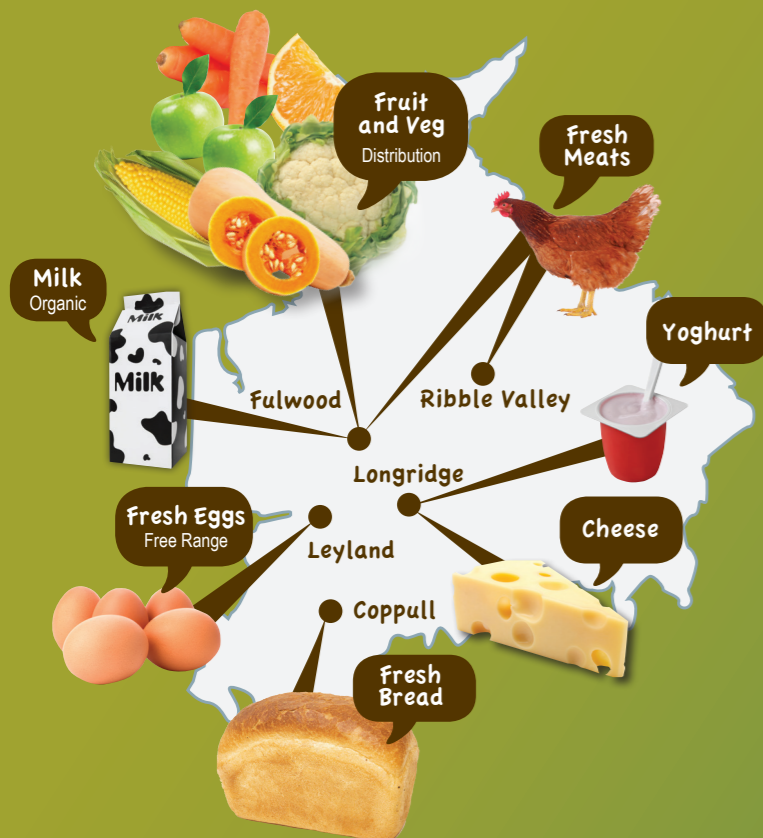 Fruit
and Veg
Distribution
Fresh
Meats
Milk
Organic
Milk
Milk
Yoghurt
Fulwood
Ribble Valley
Longridge
Fresh Eggs
Free Range
Leyland
Cheese
Coppull
Fresh
Bread